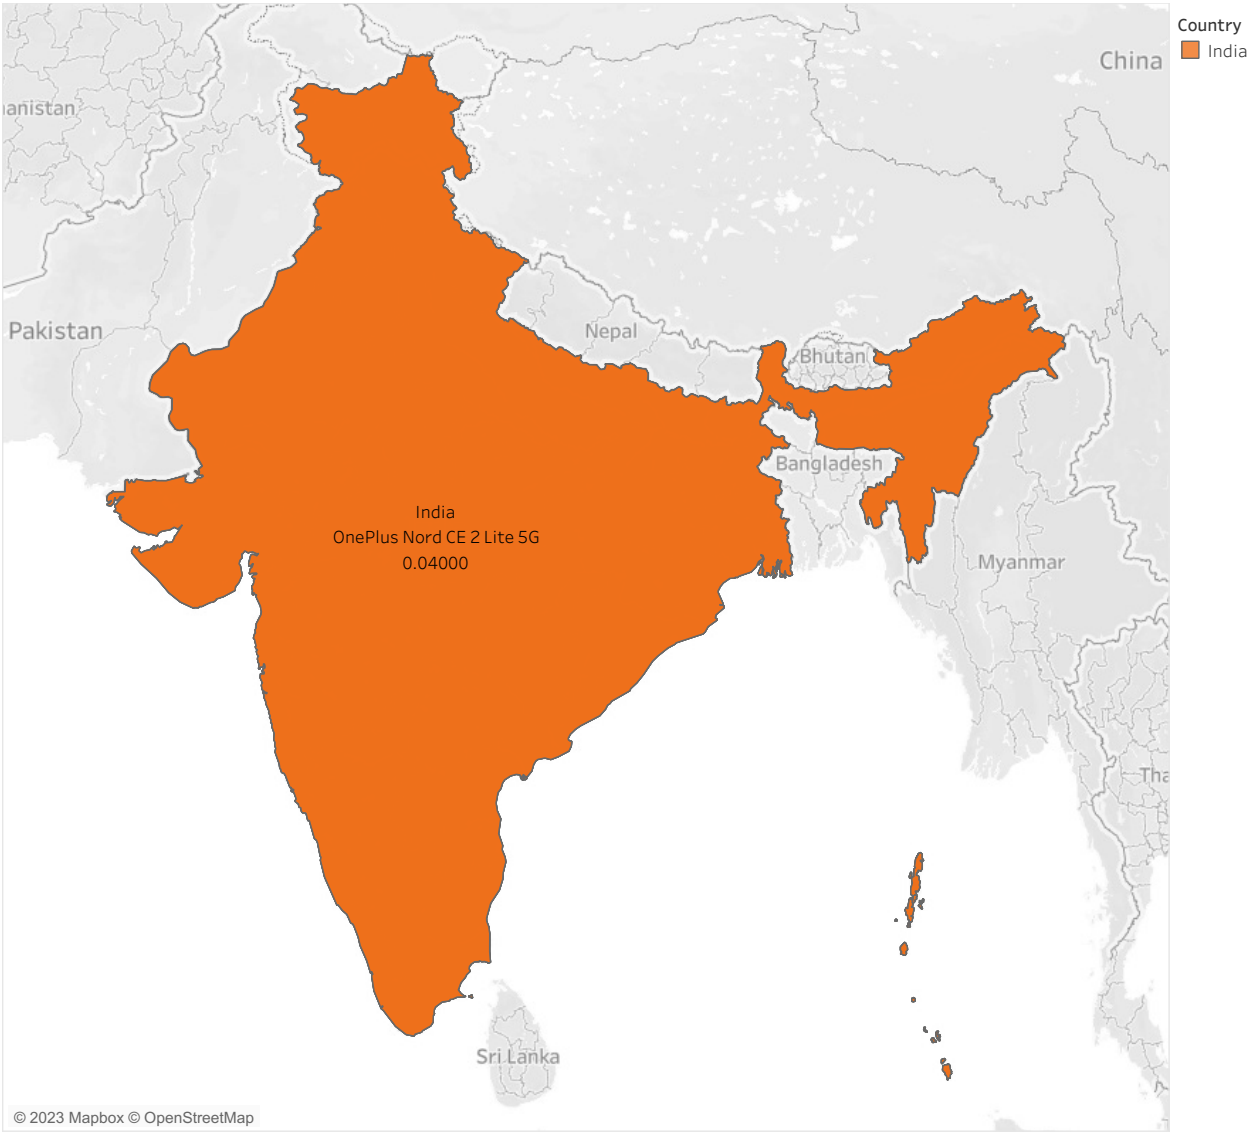 Country
India
China
anistan
Pakistan
Nepal
Bhutan
Bangladesh
India
OnePlus Nord CE 2 Lite 5G
0.04000
Myanmar
Tha
Sri Lanka
© 2023 Mapbox © OpenStreetMap